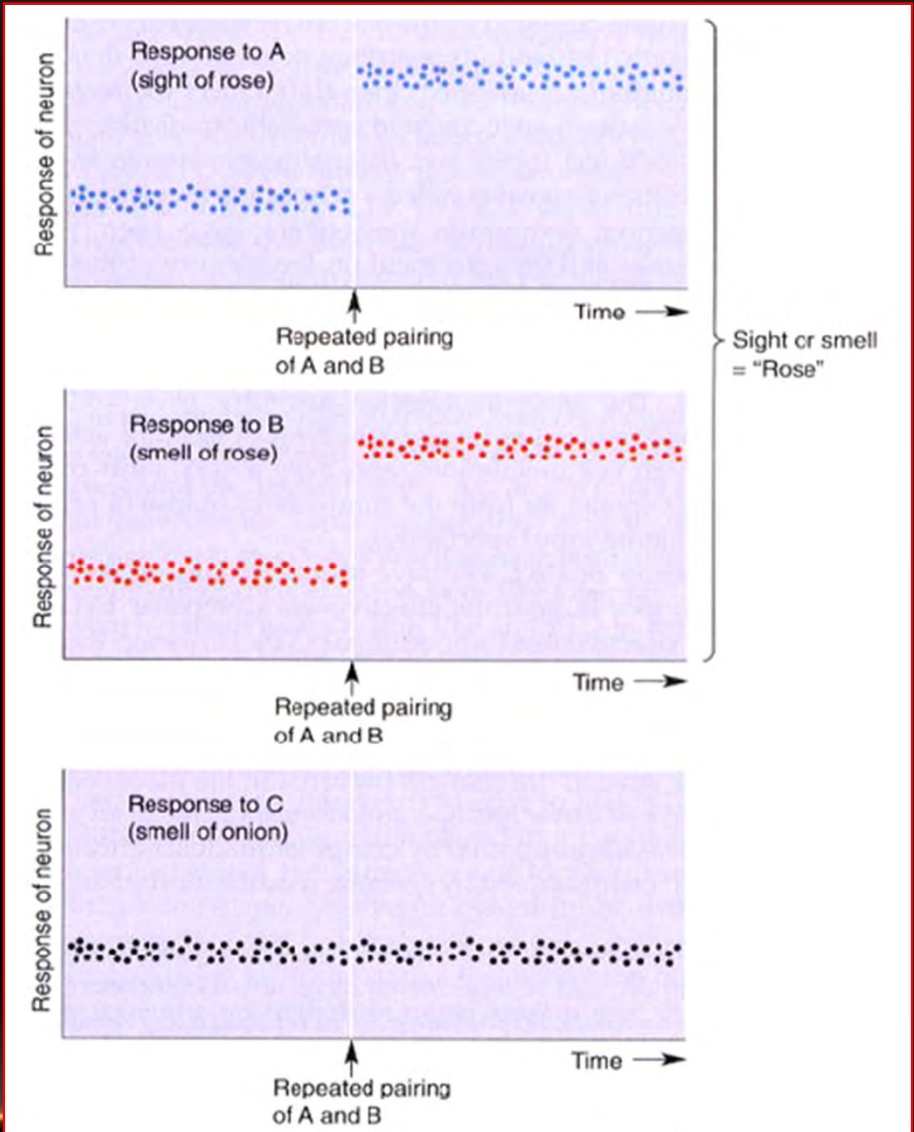 Response to A
(sight of rose)
Response of neuron
Time
Repeated pairing
of A and B
Sight or smell
= "Rose"
Response to B
(smell of rose)
Response of neuron
Time
Repeated pairing
of A and B
Response to C
(smell of onion)
Response of neuron
Time
Repeated pairing
of A and B